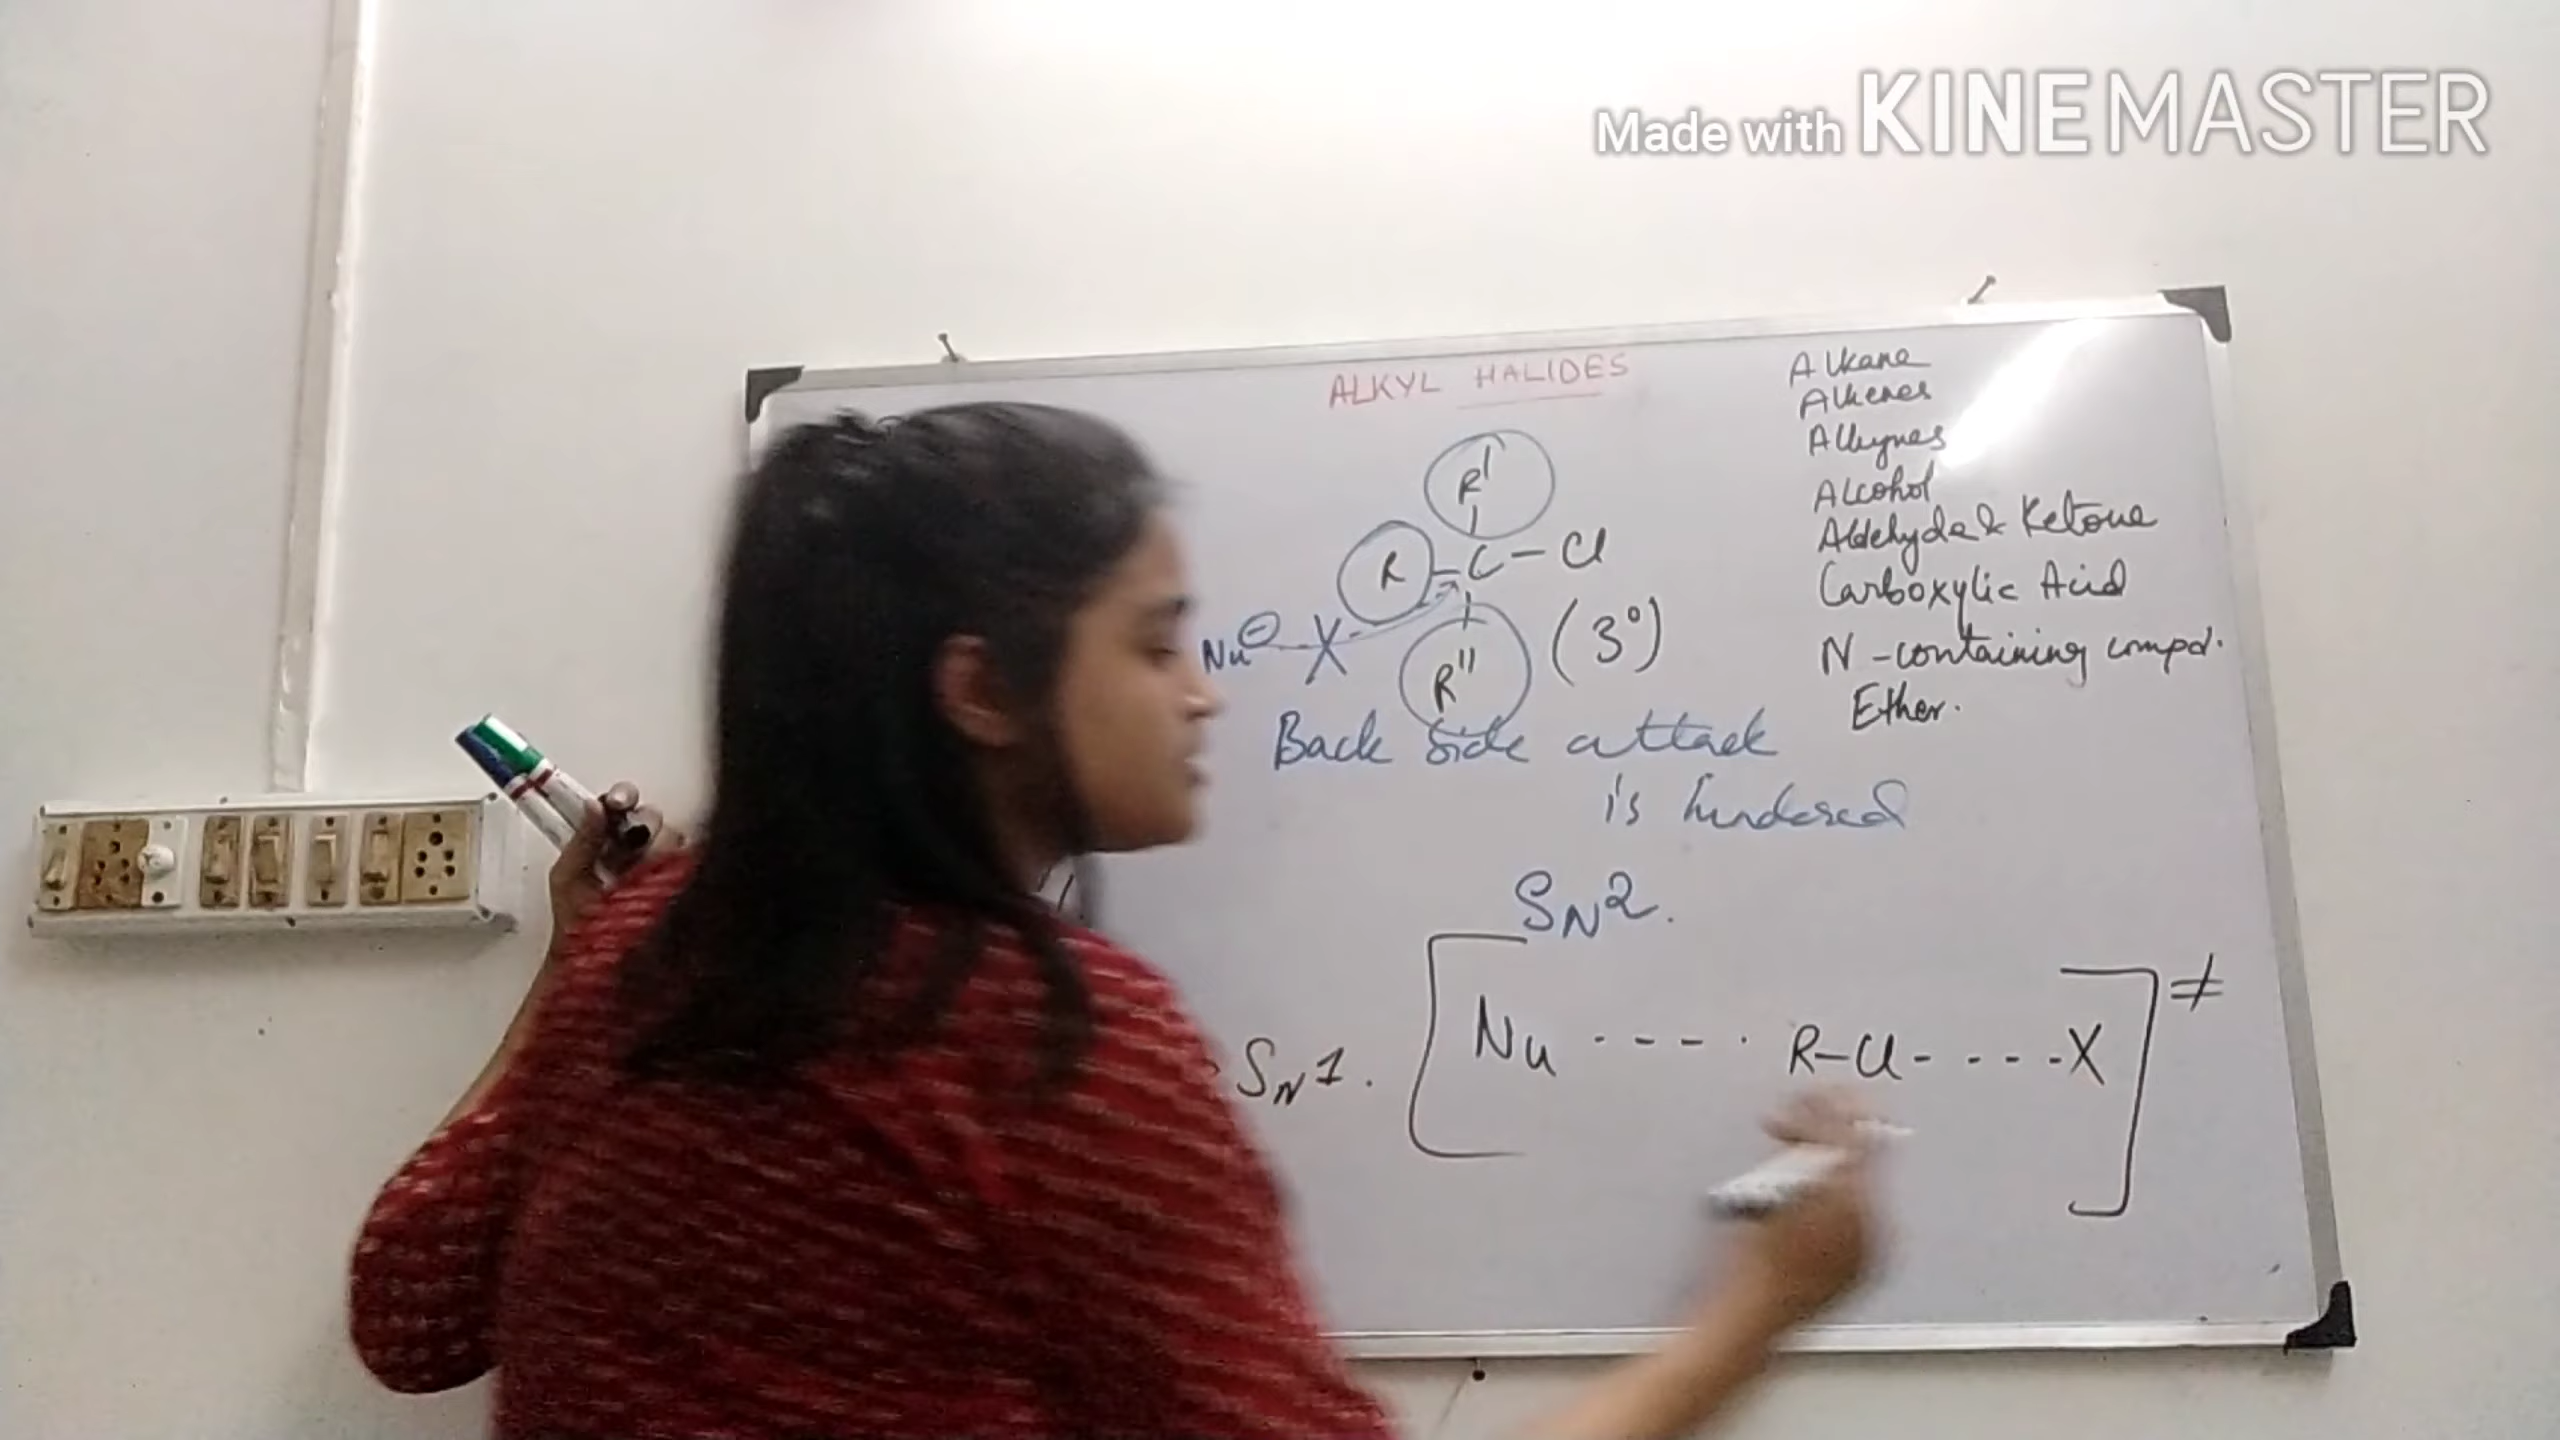 Made with KINEMASTER
ALKYL HALIDES
R'
R - C - Cl
Nu⊖ X
R" (3°)
Back side attack
is hindered
SN2.
SN1.
[Nu ---- R-Cl ---- X]≠
Alkane
Alkenes
Alkynes
Alcohol
Aldehyde & Ketone
Carboxylic Acid
N-containing compd.
Ether.